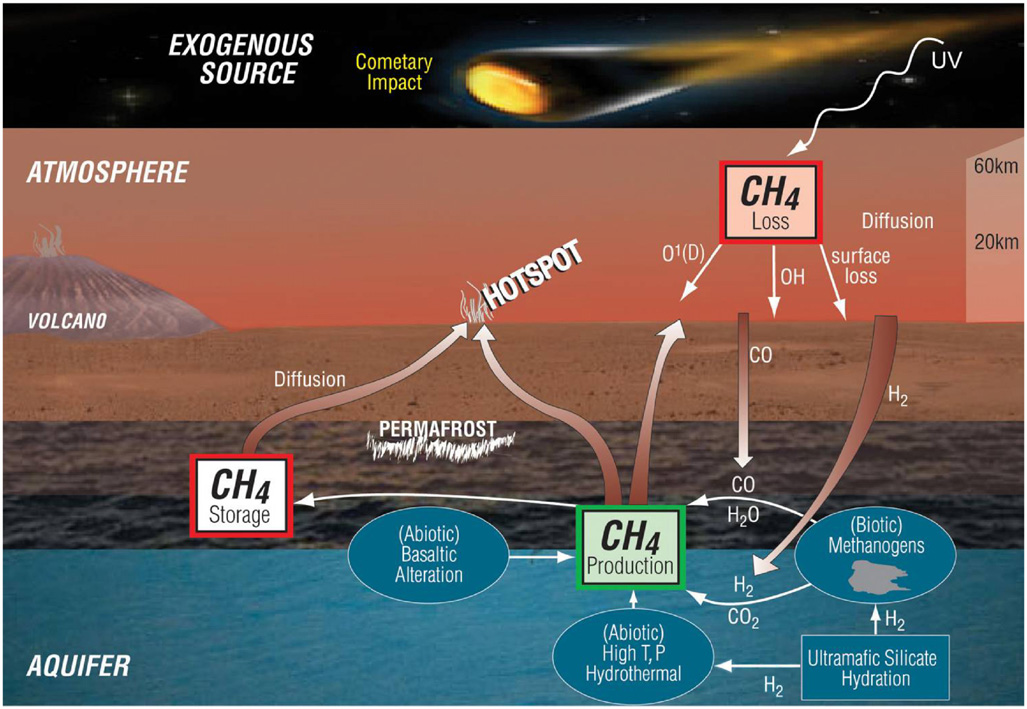 EXOGENOUS
SOURCE
Cometary
Impact
UV
ATMOSPHERE
60km
CH4
Loss
Diffusion
20km
O¹(D)
OH
surface
loss
HOTSPOT
VOLCANO
CO
Diffusion
H2
PERMAFROST
CH4
Storage
CO
H2O
(Abiotic)
Basaltic
Alteration
CH4
Production
(Biotic)
Methanogens
H2
CO2
(Abiotic)
High T, P
Hydrothermal
H2
Ultramafic Silicate
Hydration
H2
AQUIFER